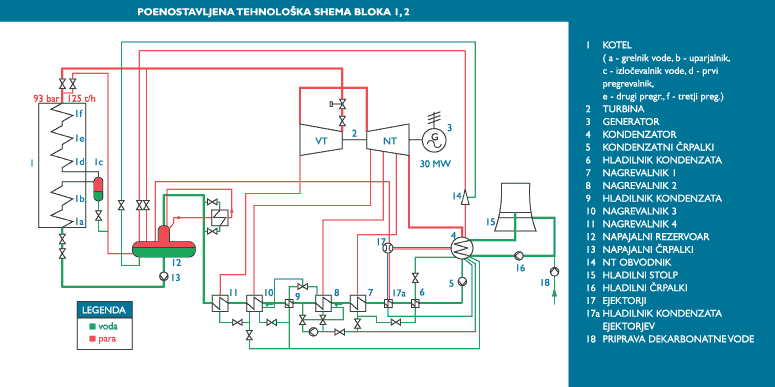 POENOSTAVLJENA TEHNOLOŠKA SHEMA BLOKA 1, 2
93 bar 125 t/h
1f
1e
1d
1c
1
1b
1a
VT
2
NT
G
3
30 MW
14
15
4
17
16
5
18
12
13
11
10
9
8
7
17a
6
LEGENDA
voda
para
1 KOTEL
( a - grelnik vode, b - uparjalnik,
c - izločevalnik vode, d - prvi
pregrevalnik,
e - drugi pregr., f - tretji preg.)
2 TURBINA
3 GENERATOR
4 KONDENZATOR
5 KONDENZATNI ČRPALKI
6 HLADILNIK KONDENZATA
7 NAGREVALNIK 1
8 NAGREVALNIK 2
9 HLADILNIK KONDENZATA
10 NAGREVALNIK 3
11 NAGREVALNIK 4
12 NAPAJALNI REZERVOAR
13 NAPAJALNI ČRPALKI
14 NT OBVODNIK
15 HLADILNI STOLP
16 HLADILNI ČRPALKI
17 EJEKTORJI
17a HLADILNIK KONDENZATA
EJEKTORJEV
18 PRIPRAVA DEKARBONATNE VODE